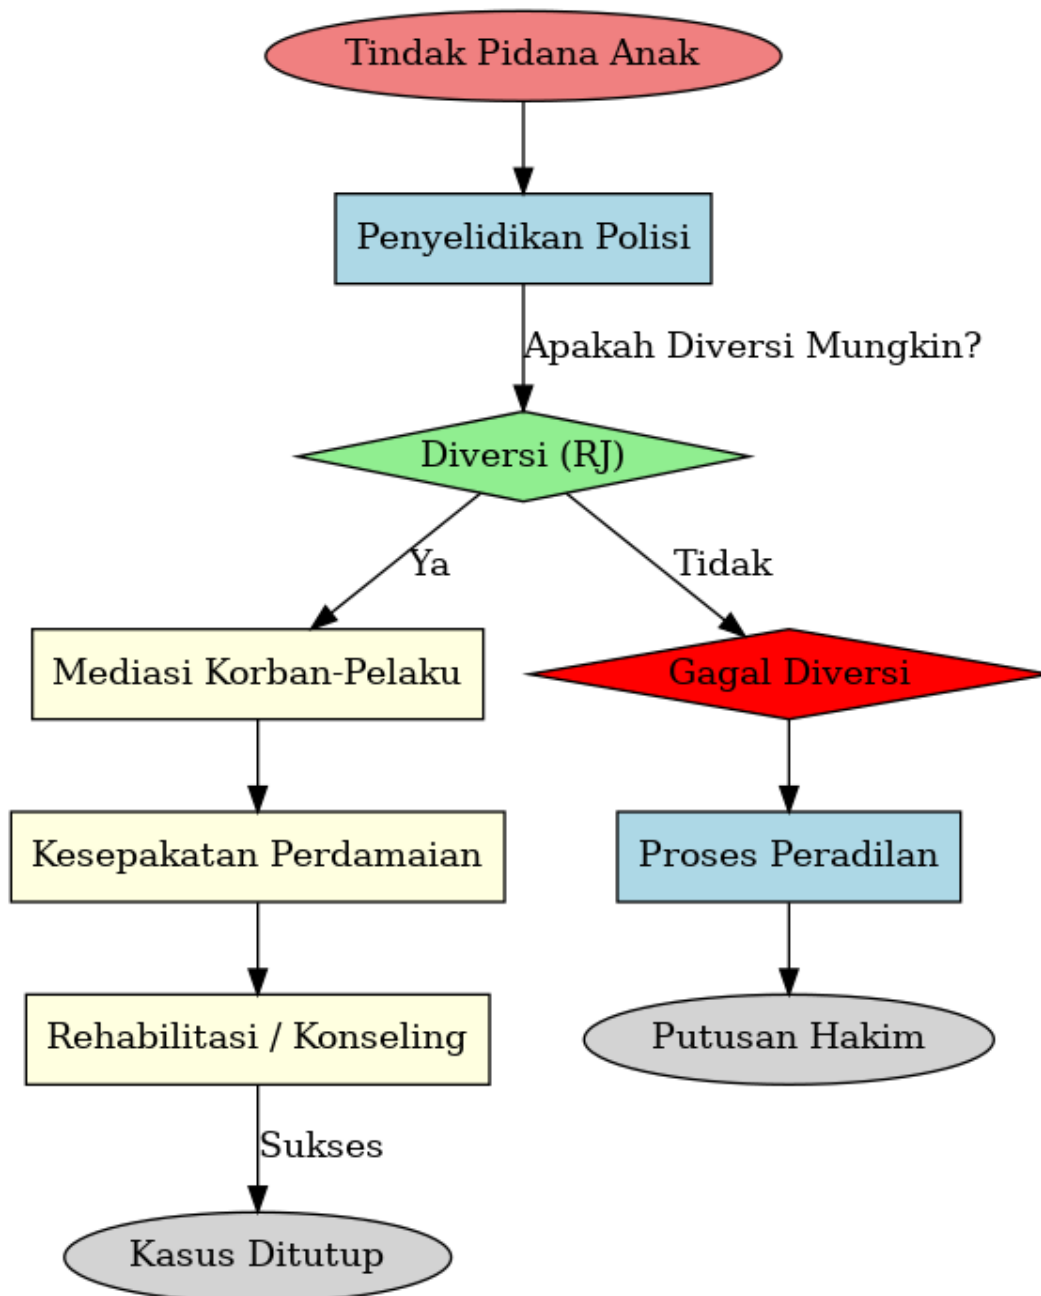 Tindak Pidana Anak
Penyelidikan Polisi
Apakah Diversi Mungkin?
Diversi (RJ)
Ya
Tidak
Mediasi Korban-Pelaku
Gagal Diversi
Kesepakatan Perdamaian
Proses Peradilan
Rehabilitasi / Konseling
Putusan Hakim
Sukses
Kasus Ditutup